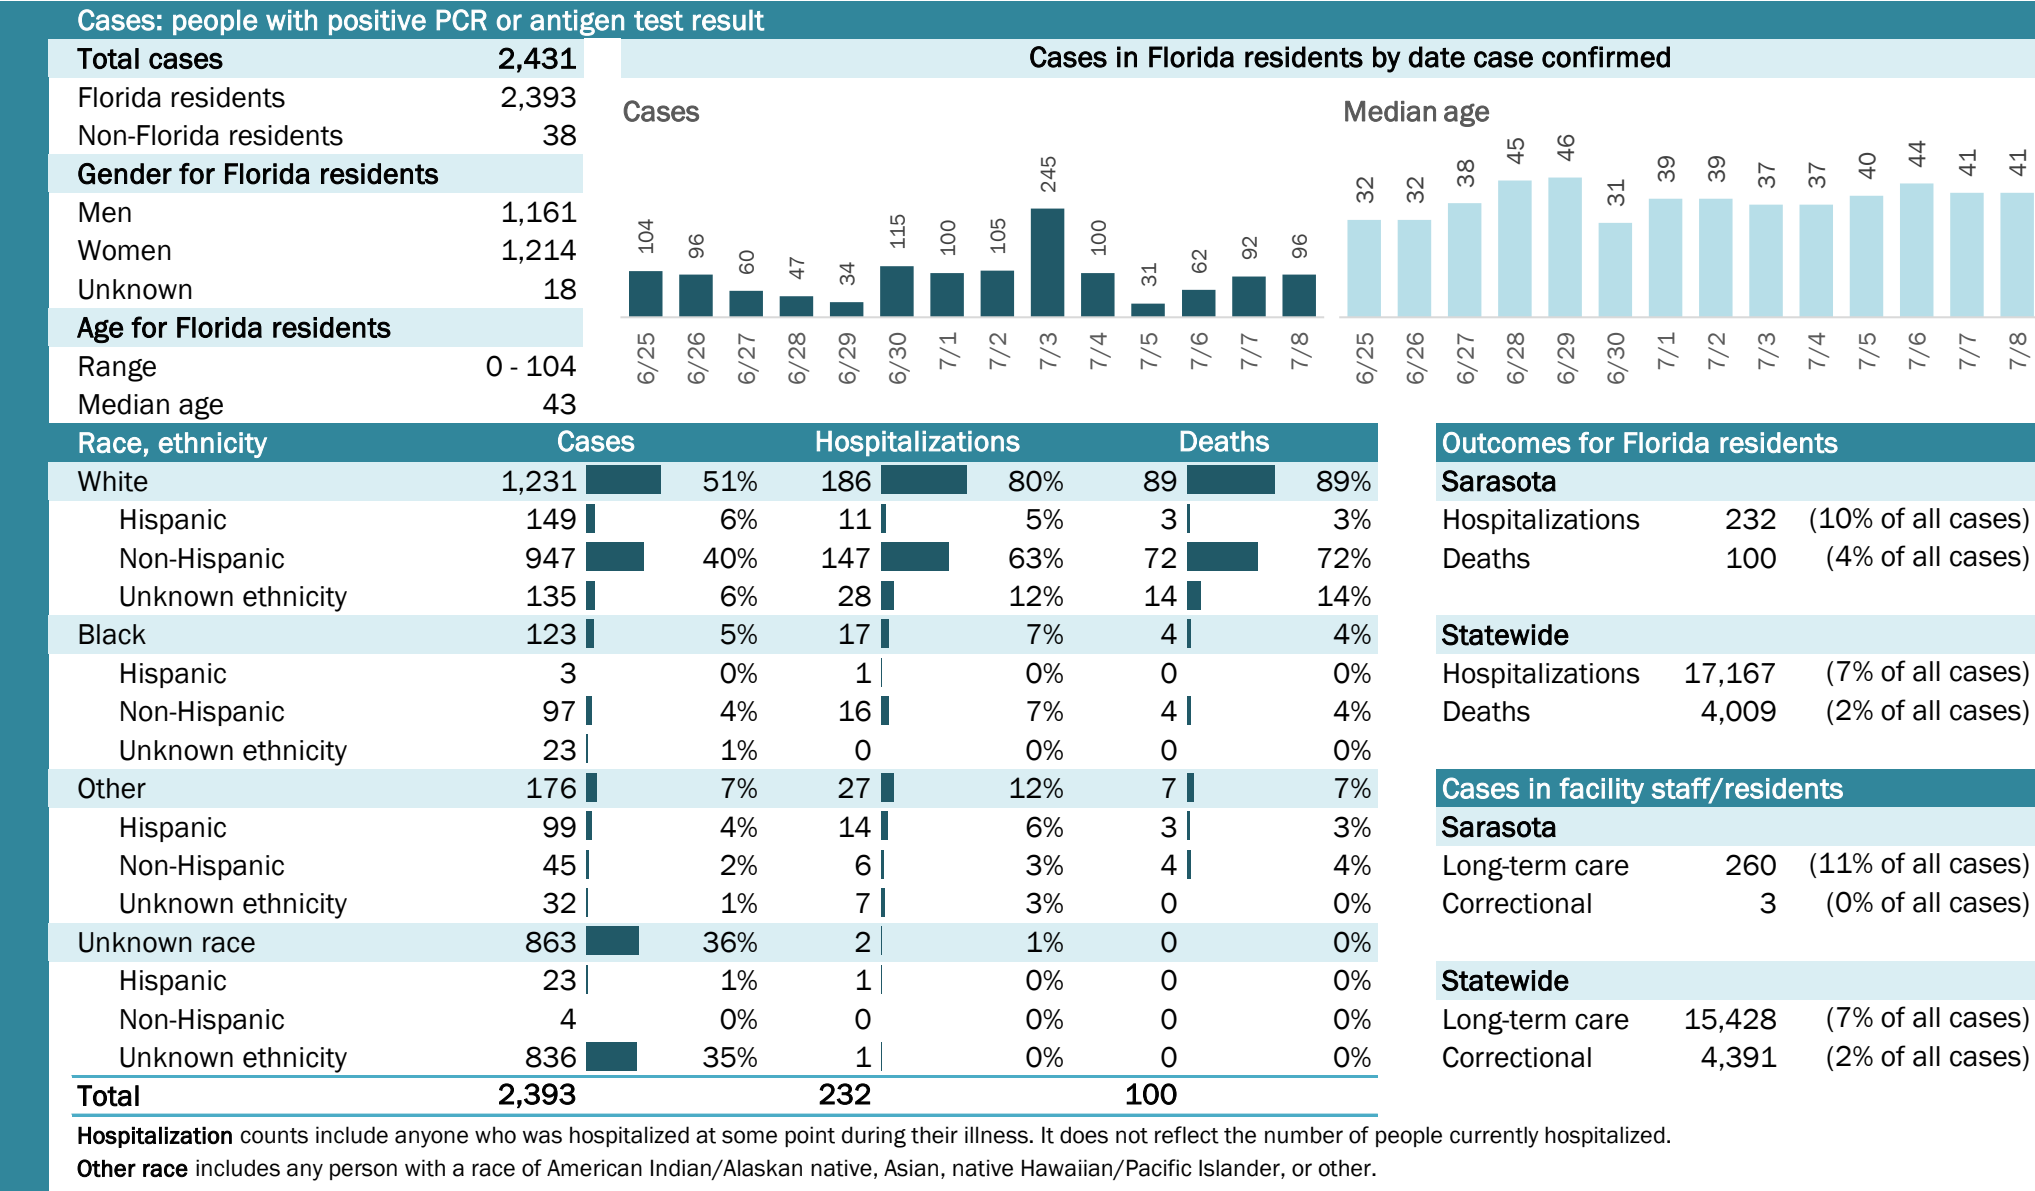 Cases: people with positive PCR or antigen test result
Total cases 2,431
Florida residents 2,393
Non-Florida residents 38
Gender for Florida residents
Men 1,161
Women 1,214
Unknown 18
Age for Florida residents
Range 0 - 104
Median age 43
Cases in Florida residents by date case confirmed
Cases
104 96 60 47 34 115 100 105 245 100 31 62 92 96
6/25 6/26 6/27 6/28 6/29 6/30 7/1 7/2 7/3 7/4 7/5 7/6 7/7 7/8
Median age
32 32 38 45 46 31 39 39 37 37 40 44 41 41
6/25 6/26 6/27 6/28 6/29 6/30 7/1 7/2 7/3 7/4 7/5 7/6 7/7 7/8
Race, ethnicity Cases Hospitalizations Deaths
White 1,231 51% 186 80% 89 89%
Hispanic 149 6% 11 5% 3 3%
Non-Hispanic 947 40% 147 63% 72 72%
Unknown ethnicity 135 6% 28 12% 14 14%
Black 123 5% 17 7% 4 4%
Hispanic 3 0% 1 0% 0 0%
Non-Hispanic 97 4% 16 7% 4 4%
Unknown ethnicity 23 1% 0 0% 0 0%
Other 176 7% 27 12% 7 7%
Hispanic 99 4% 14 6% 3 3%
Non-Hispanic 45 2% 6 3% 4 4%
Unknown ethnicity 32 1% 7 3% 0 0%
Unknown race 863 36% 2 1% 0 0%
Hispanic 23 1% 1 0% 0 0%
Non-Hispanic 4 0% 0 0% 0 0%
Unknown ethnicity 836 35% 1 0% 0 0%
Total 2,393 232 100
Outcomes for Florida residents
Sarasota
Hospitalizations 232 (10% of all cases)
Deaths 100 (4% of all cases)
Statewide
Hospitalizations 17,167 (7% of all cases)
Deaths 4,009 (2% of all cases)
Cases in facility staff/residents
Sarasota
Long-term care 260 (11% of all cases)
Correctional 3 (0% of all cases)
Statewide
Long-term care 15,428 (7% of all cases)
Correctional 4,391 (2% of all cases)
Hospitalization counts include anyone who was hospitalized at some point during their illness. It does not reflect the number of people currently hospitalized.
Other race includes any person with a race of American Indian/Alaskan native, Asian, native Hawaiian/Pacific Islander, or other.